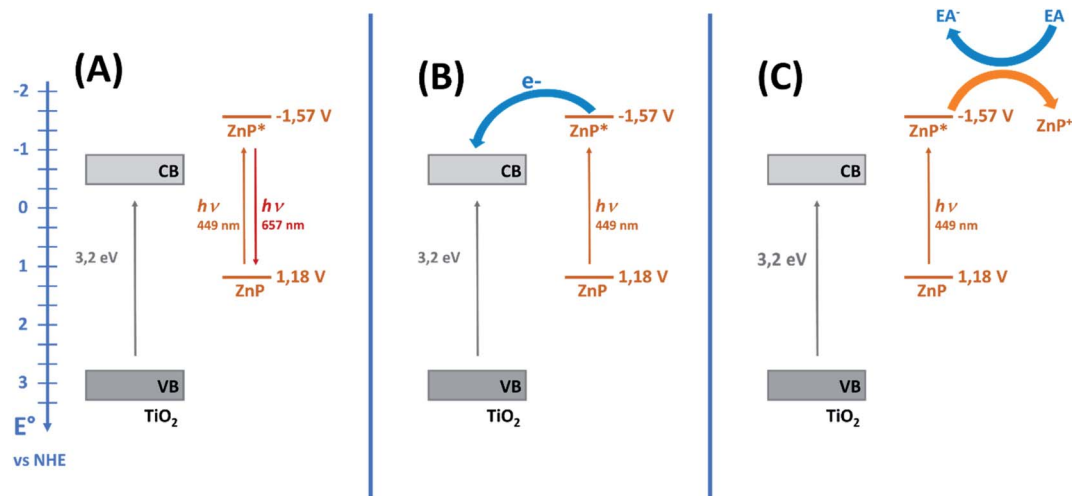 (A)
-2
-1
0
1
2
3
E°
vs NHE
-1,57 V
ZnP*
CB
hν
449 nm
hν
657 nm
3,2 eV
1,18 V
ZnP
VB
TiO₂
(B)
e-
-1,57 V
ZnP*
CB
hν
449 nm
3,2 eV
1,18 V
ZnP
VB
TiO₂
(C)
EA⁻
EA
-1,57 V
ZnP*
ZnP⁺
CB
hν
449 nm
3,2 eV
1,18 V
ZnP
VB
TiO₂